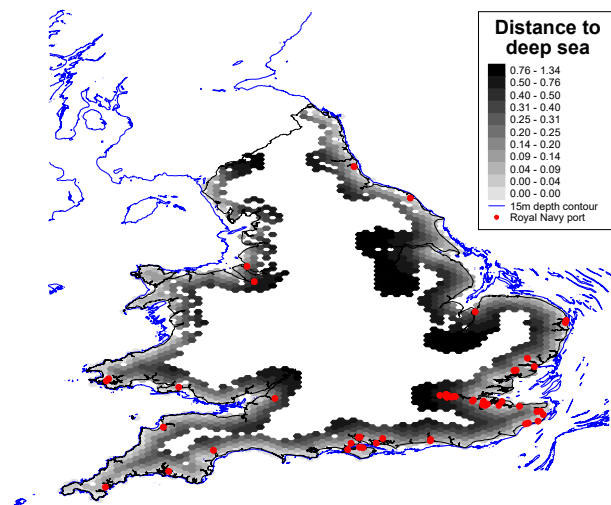 Distance to
deep sea
0.76 - 1.34
0.50 - 0.76
0.40 - 0.50
0.31 - 0.40
0.25 - 0.31
0.20 - 0.25
0.14 - 0.20
0.09 - 0.14
0.04 - 0.09
0.00 - 0.04
0.00 - 0.00
15m depth contour
Royal Navy port